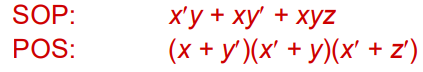 SOP: x'y + xy' + xyz
POS: (x + y')(x' + y)(x' + z')